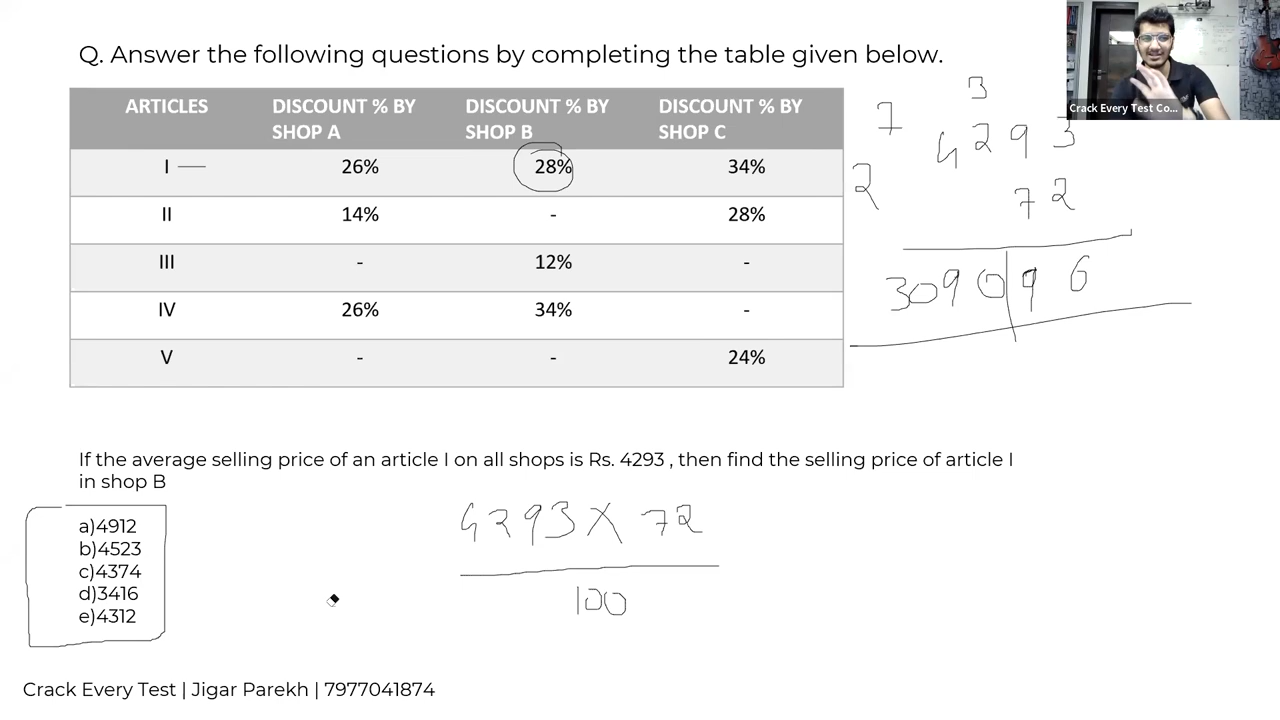 Q. Answer the following questions by completing the table given below.
ARTICLES DISCOUNT % BY SHOP A DISCOUNT % BY SHOP B DISCOUNT % BY SHOP C
I 26% 28% 34%
II 14% - 28%
III - 12% -
IV 26% 34% -
V - - 24%
Crack Every Test Co...
3
7
4293
2
72
309096
If the average selling price of an article I on all shops is Rs. 4293 , then find the selling price of article I
in shop B
a)4912
b)4523
c)4374
d)3416
e)4312
4293 X 72
100
Crack Every Test | Jigar Parekh | 7977041874